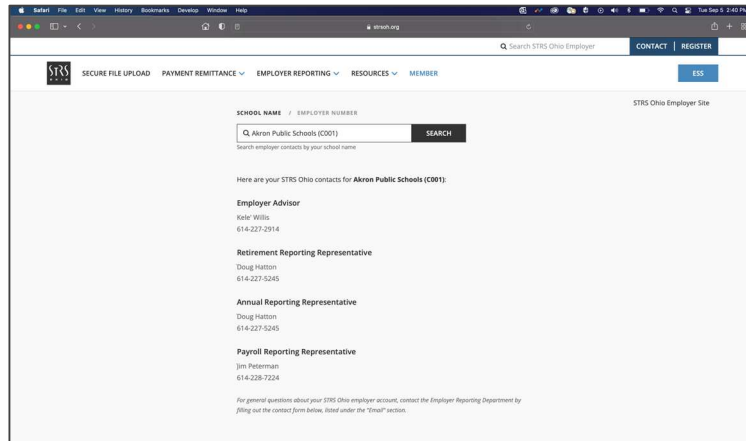 Safari File Edit View History Bookmarks Develop Window Help
Tue Sep 5 2:40 PM
strsoh.org
Search STRS Ohio Employer
CONTACT | REGISTER
STRS
OHIO
SECURE FILE UPLOAD PAYMENT REMITTANCE EMPLOYER REPORTING RESOURCES MEMBER
ESS
STRS Ohio Employer Site
SCHOOL NAME / EMPLOYER NUMBER
Akron Public Schools (C001)
SEARCH
Search employer contacts by your school name
Here are your STRS Ohio contacts for Akron Public Schools (C001):
Employer Advisor
Kele' Willis
614-227-2914
Retirement Reporting Representative
Doug Hatton
614-227-5245
Annual Reporting Representative
Doug Hatton
614-227-5245
Payroll Reporting Representative
Jim Peterman
614-228-7224
For general questions about your STRS Ohio employer account, contact the Employer Reporting Department by
filling out the contact form below, listed under the "Email" section.